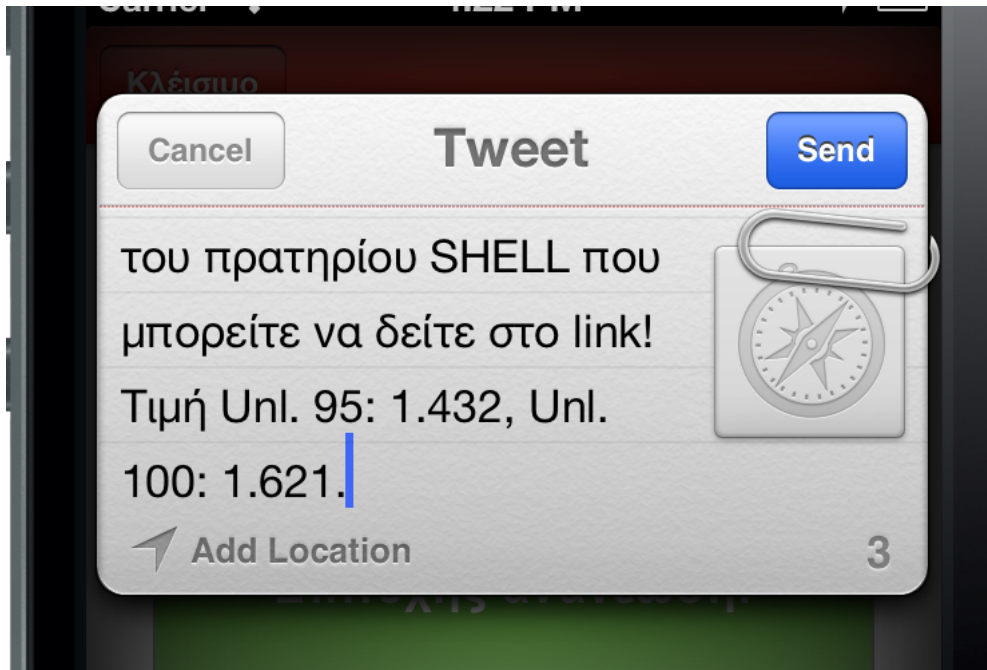 Κλέισιμο
Cancel
Tweet
Send
του πρατηρίου SHELL που
μπορείτε να δείτε στο link!
Τιμή Unl. 95: 1.432, Unl.
100: 1.621.
Add Location
3